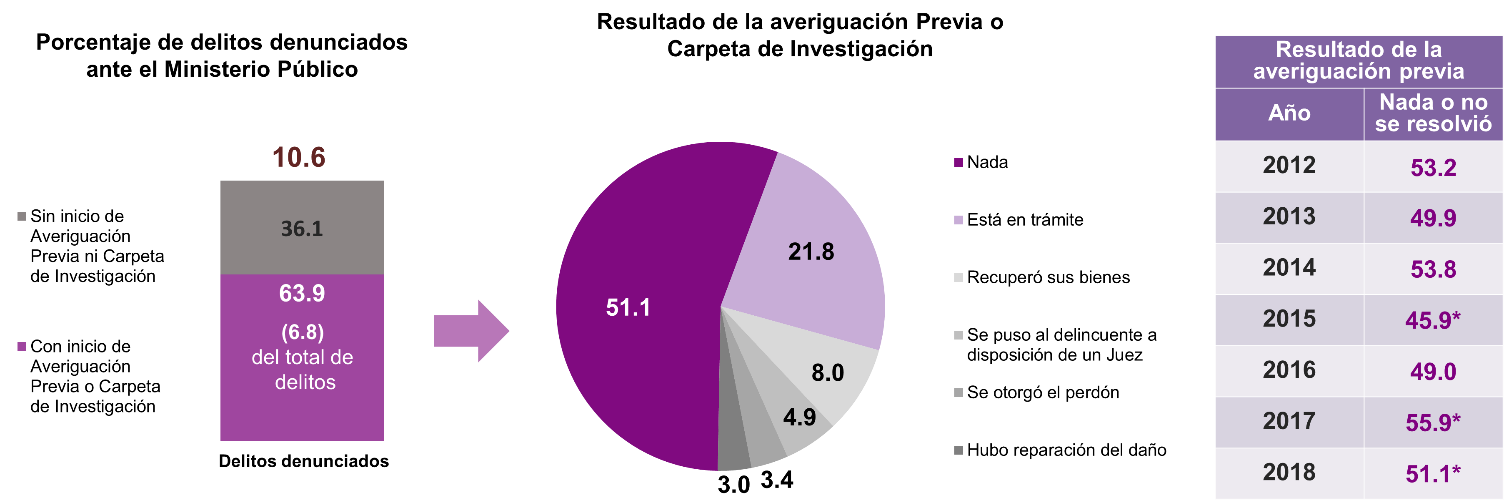 Porcentaje de delitos denunciados
ante el Ministerio Público
10.6
Sin inicio de
Averiguación
Previa ni Carpeta
de Investigación
36.1
63.9
(6.8)
del total de
delitos
Con inicio de
Averiguación
Previa o Carpeta
de Investigación
Delitos denunciados
Resultado de la averiguación Previa o
Carpeta de Investigación
51.1
21.8
8.0
4.9
3.4
3.0
Nada
Está en trámite
Recuperó sus bienes
Se puso al delincuente a
disposición de un Juez
Se otorgó el perdón
Hubo reparación del daño
Resultado de la
averiguación previa
Año
Nada o no
se resolvió
2012 53.2
2013 49.9
2014 53.8
2015 45.9*
2016 49.0
2017 55.9*
2018 51.1*